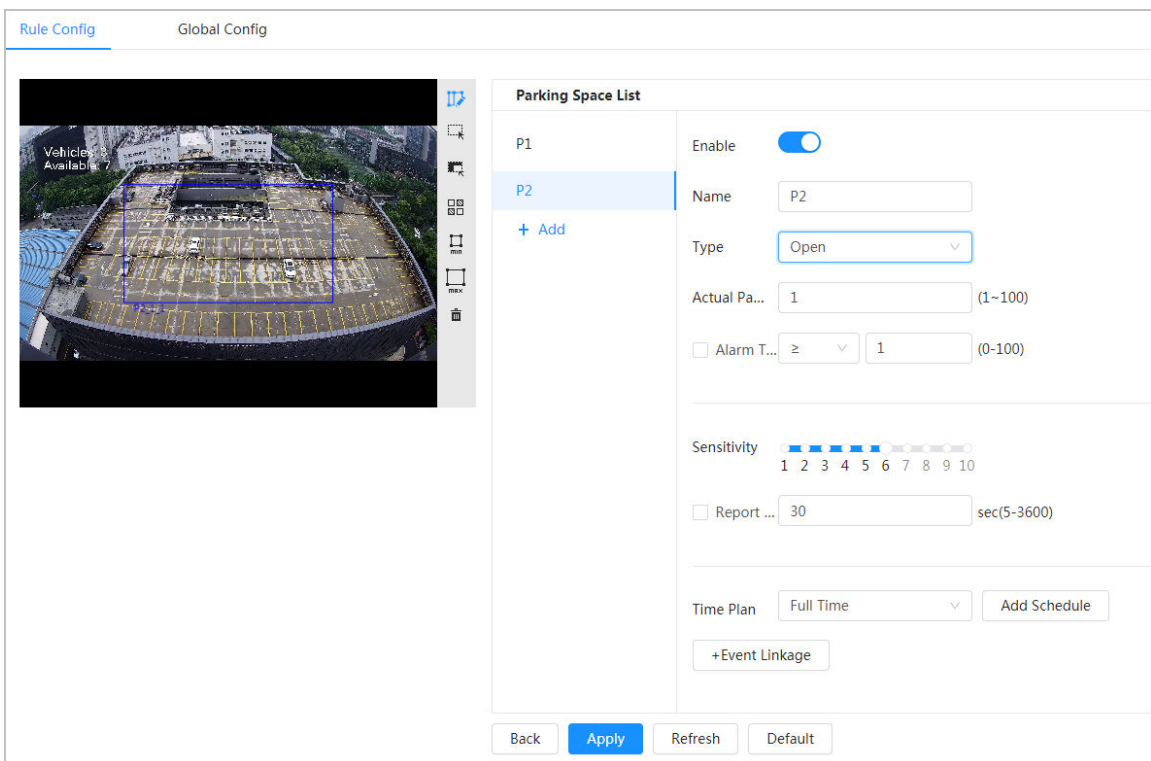 Rule Config Global Config
Vehicles: 3
Available: 7
min
max
Parking Space List
P1
P2
+ Add
Enable
Name P2
Type Open
Actual Pa... 1 (1~100)
Alarm T... ≥ 1 (0-100)
Sensitivity
1 2 3 4 5 6 7 8 9 10
Report ... 30 sec(5-3600)
Time Plan Full Time Add Schedule
+Event Linkage
Back Apply Refresh Default